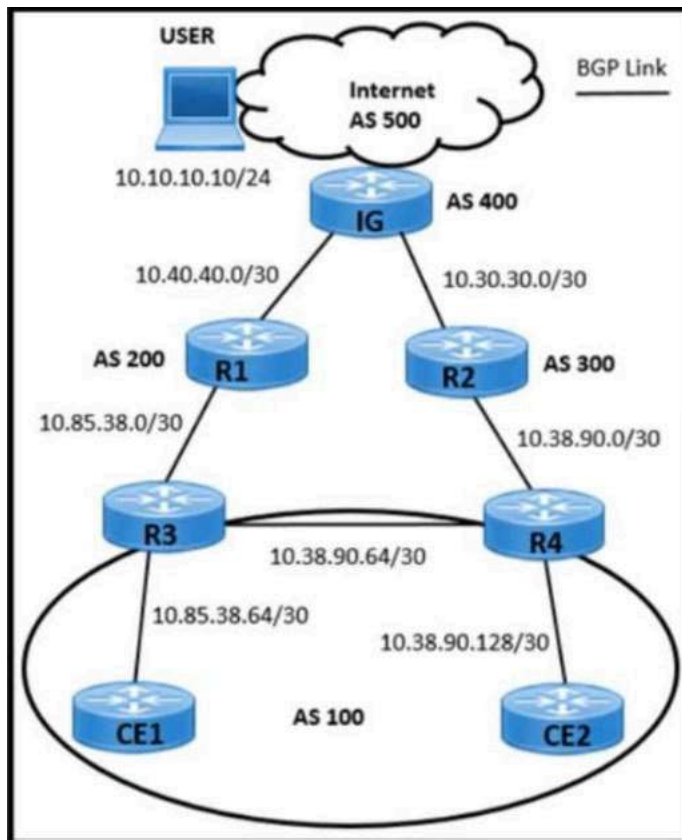 USER
BGP Link
Internet
AS 500
10.10.10.10/24
IG
AS 400
10.40.40.0/30
10.30.30.0/30
AS 200
R1
R2
AS 300
10.85.38.0/30
10.38.90.0/30
R3
R4
10.38.90.64/30
10.85.38.64/30
10.38.90.128/30
CE1
AS 100
CE2